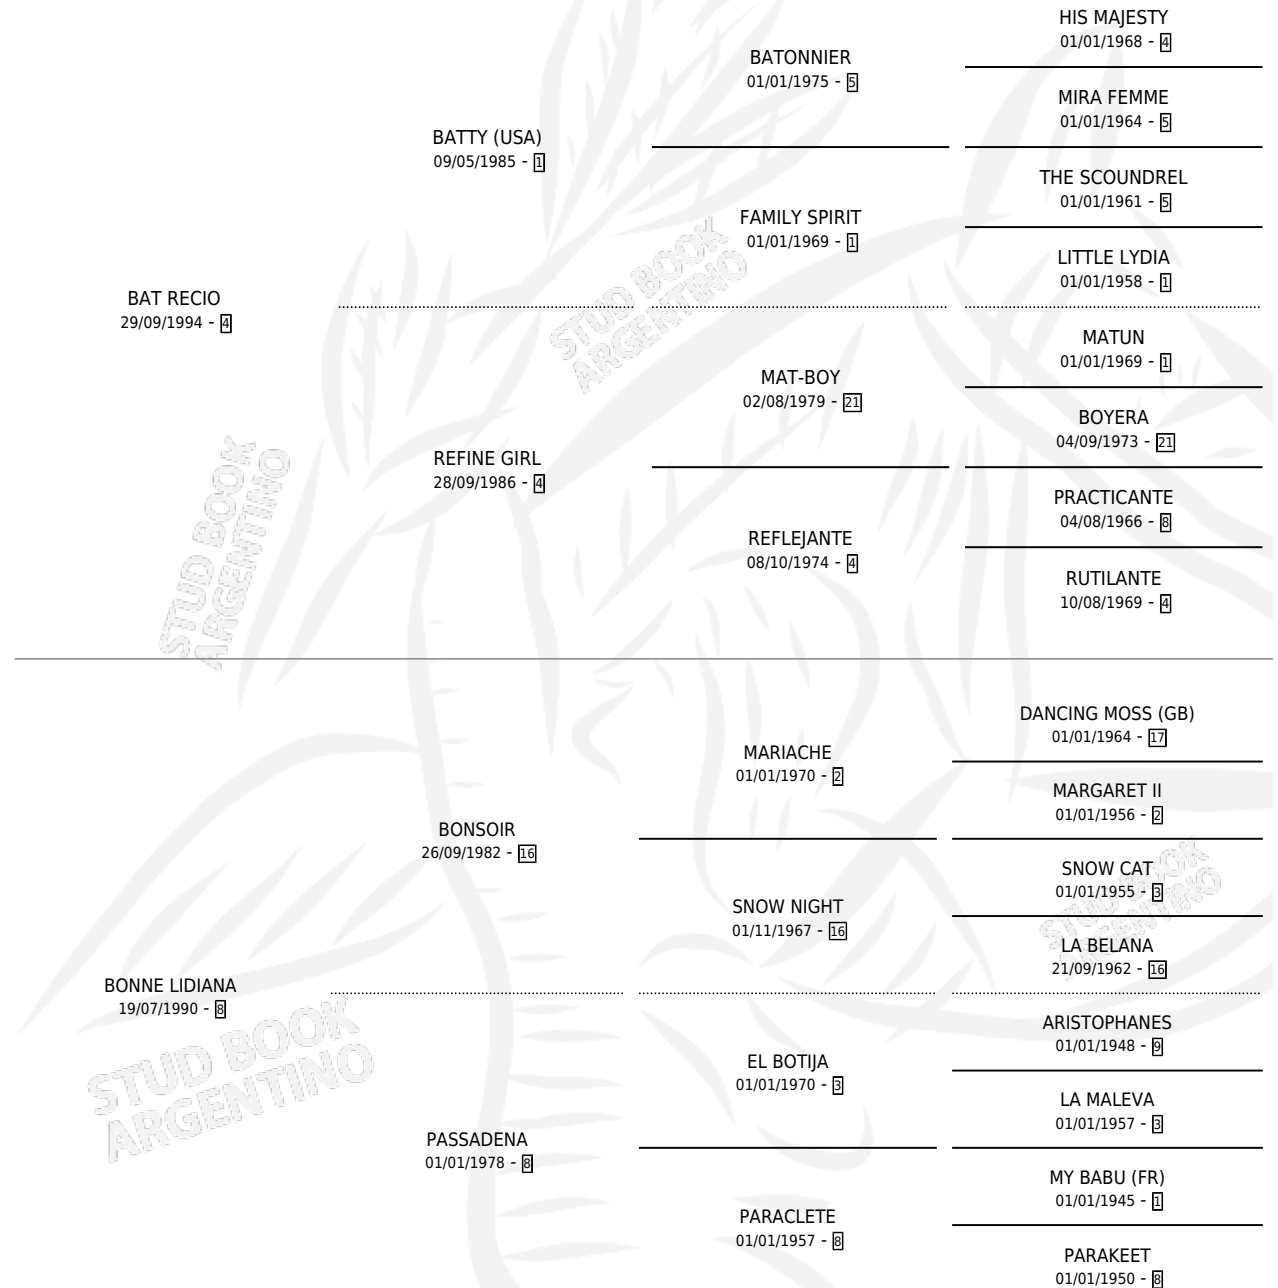 HIS MAJESTY
01/01/1968 - 4
BATONNIER
01/01/1975 - 5
MIRA FEMME
01/01/1964 - 5
BATTY (USA)
09/05/1985 - 1
THE SCOUNDREL
01/01/1961 - 5
FAMILY SPIRIT
01/01/1969 - 1
LITTLE LYDIA
01/01/1958 - 1
BAT RECIO
29/09/1994 - 4
STUD BOOK
ARGENTINO
MATUN
01/01/1969 - 1
MAT-BOY
02/08/1979 - 21
BOYERA
04/09/1973 - 21
REFINE GIRL
28/09/1986 - 4
PRACTICANTE
04/08/1966 - 8
REFLEJANTE
08/10/1974 - 4
RUTILANTE
10/08/1969 - 4
STUD BOOK
ARGENTINO
DANCING MOSS (GB)
01/01/1964 - 17
MARIACHE
01/01/1970 - 2
MARGARET II
01/01/1956 - 2
BONSOIR
26/09/1982 - 16
SNOW CAT
01/01/1955 - 3
SNOW NIGHT
01/11/1967 - 16
STUD BOOK
ARGENTINO
LA BELANA
21/09/1962 - 16
BONNE LIDIANA
19/07/1990 - 8
STUD BOOK
ARGENTINO
ARISTOPHANES
01/01/1948 - 9
EL BOTIJA
01/01/1970 - 3
LA MALEVA
01/01/1957 - 3
PASSADENA
01/01/1978 - 8
MY BABU (FR)
01/01/1945 - 1
PARACLETE
01/01/1957 - 8
PARAKEET
01/01/1950 - 8